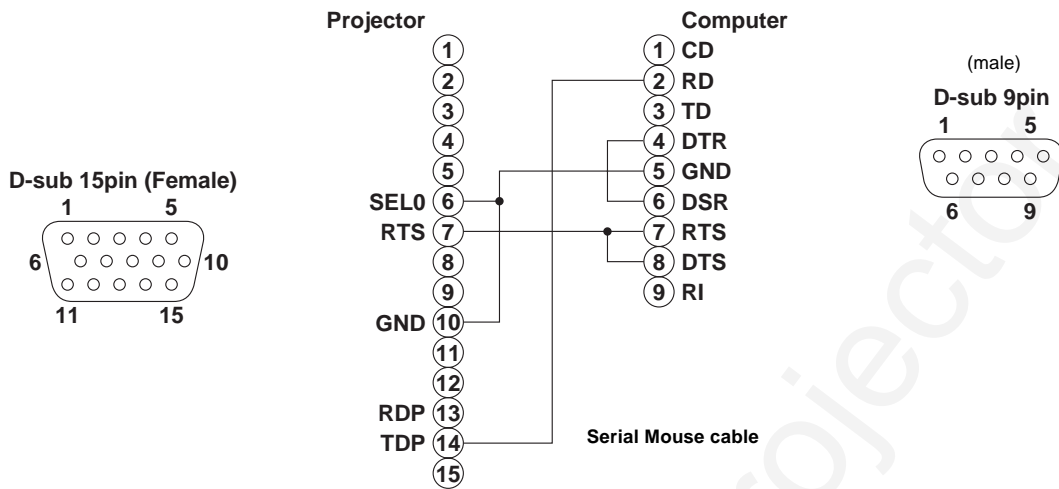 Projector
Computer
1
2
3
4
5
SEL0 6
RTS 7
8
9
GND 10
11
12
RDP 13
TDP 14
15
1 CD
2 RD
3 TD
4 DTR
5 GND
6 DSR
7 RTS
8 DTS
9 RI
Serial Mouse cable
D-sub 15pin (Female)
1 5
6 10
11 15
(male)
D-sub 9pin
1 5
6 9
rojector